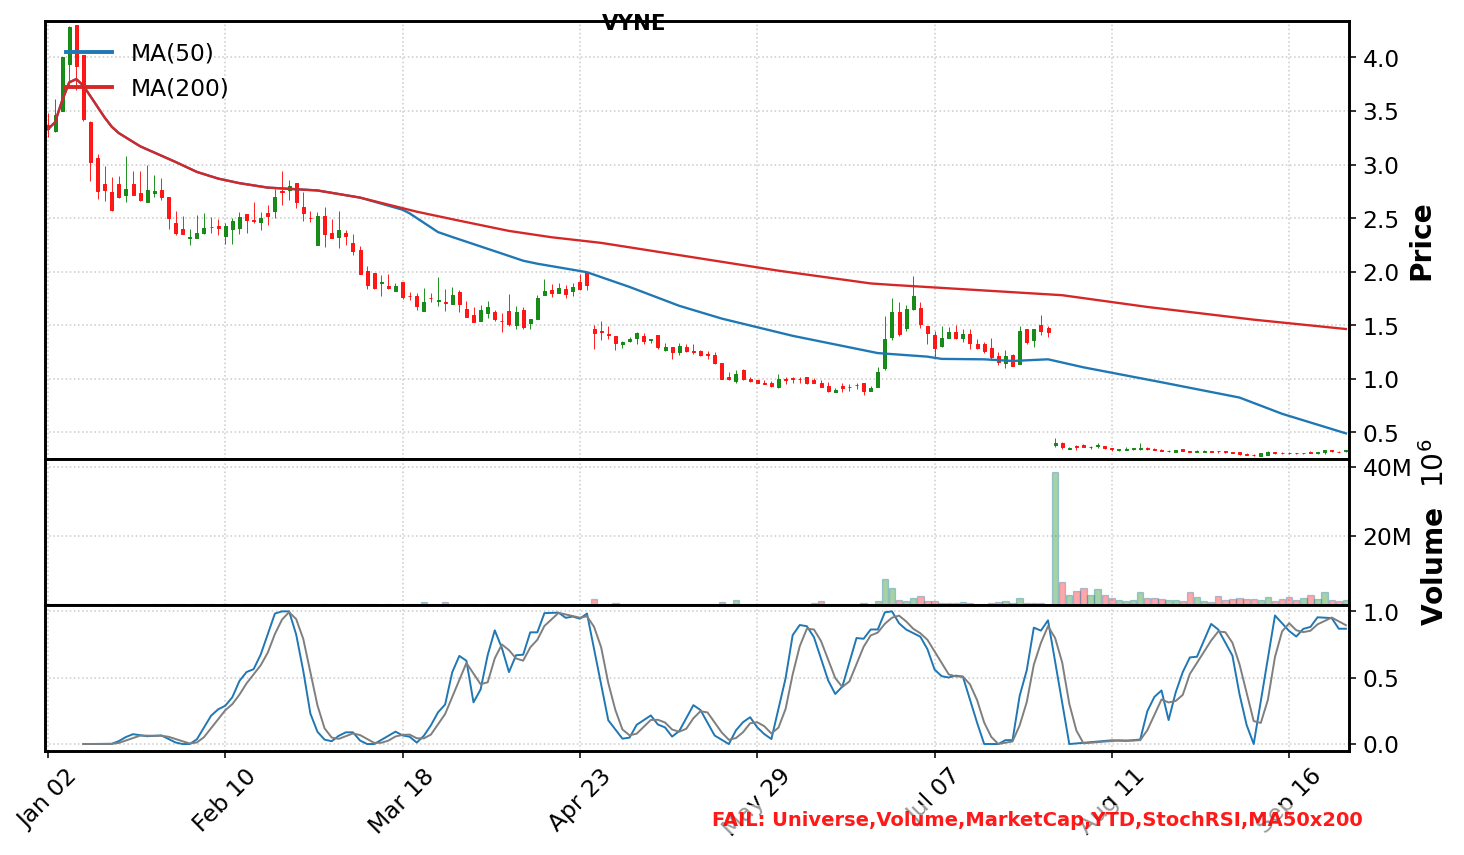 VYNE
MA(50)
MA(200)
4.0
3.5
3.0
2.5
2.0
1.5
1.0
0.5
Price
40M
20M
Volume 10^6
1.0
0.5
0.0
Jan 02
Feb 10
Mar 18
Apr 23
May 29
Jul 07
Aug 11
Sep 16
FAIL: Universe,Volume,MarketCap,YTD,StochRSI,MA50x200